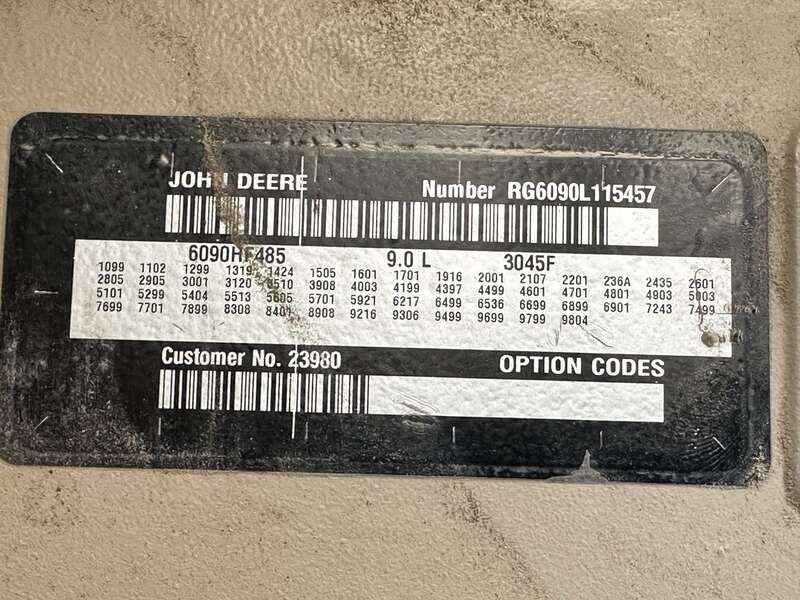 JOHN DEERE Number RG6090L115457
6090HF485 9.0 L 3045F
1099 1102 1299 1319 1424 1505 1601 1701 1916 2001 2107 2201 236A 2435 2601
2805 2905 3001 3120 3510 3908 4003 4199 4397 4499 4601 4701 4801 4903 5003
5101 5299 5404 5513 5605 5701 5921 6217 6499 6536 6699 6899 6901 7243 7499
7699 7701 7899 8308 8401 8908 9216 9306 9499 9699 9799 9804
Customer No. 23980 OPTION CODES